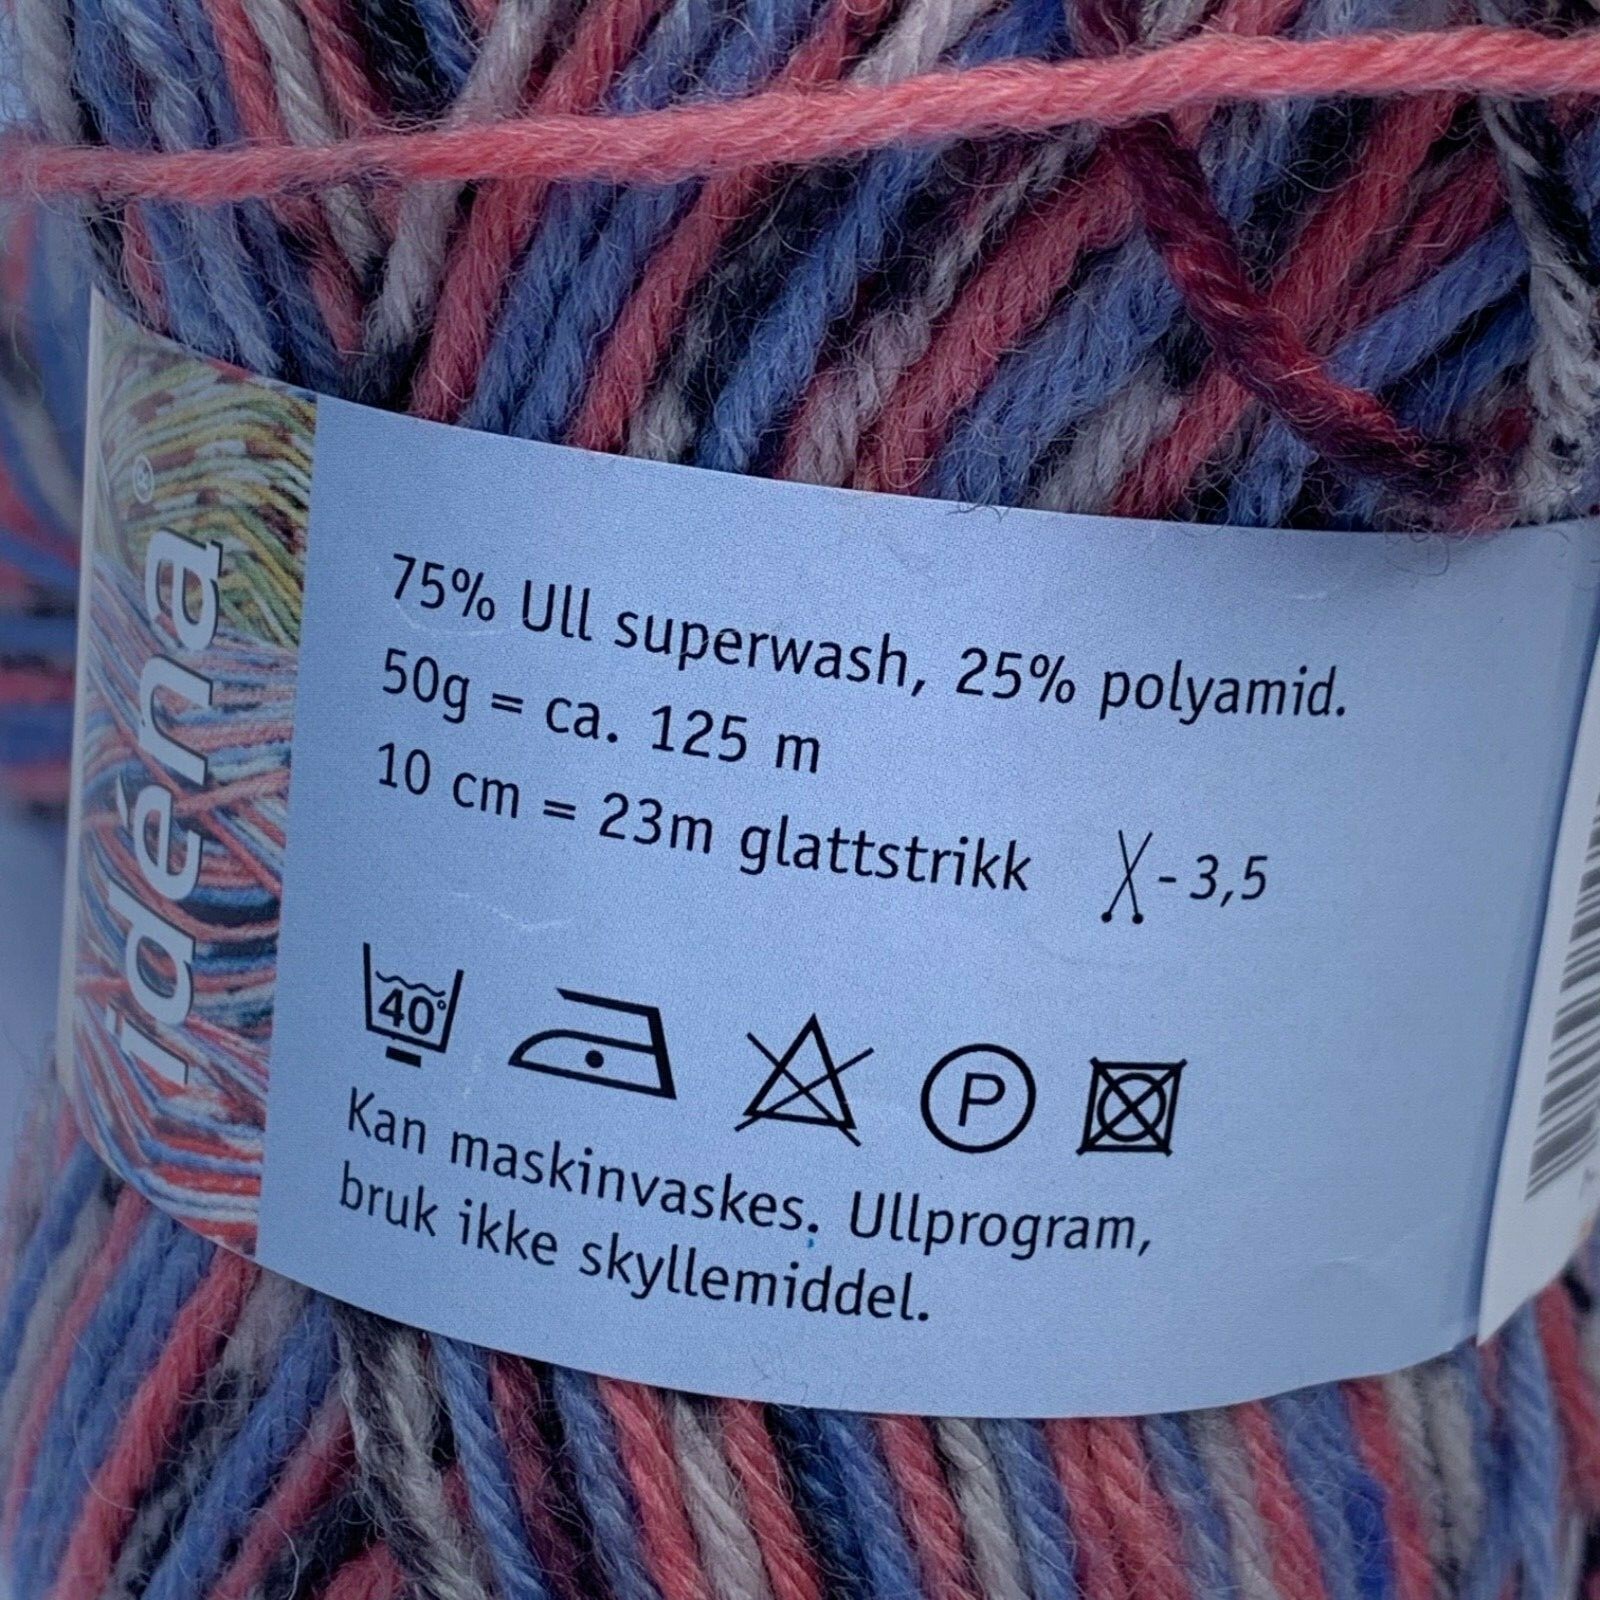 idéna®
75% Ull superwash, 25% polyamid.
50g = ca. 125 m
10 cm = 23m glattstrikk - 3,5
40°
P
Kan maskinvaskes. Ullprogram,
bruk ikke skyllemiddel.